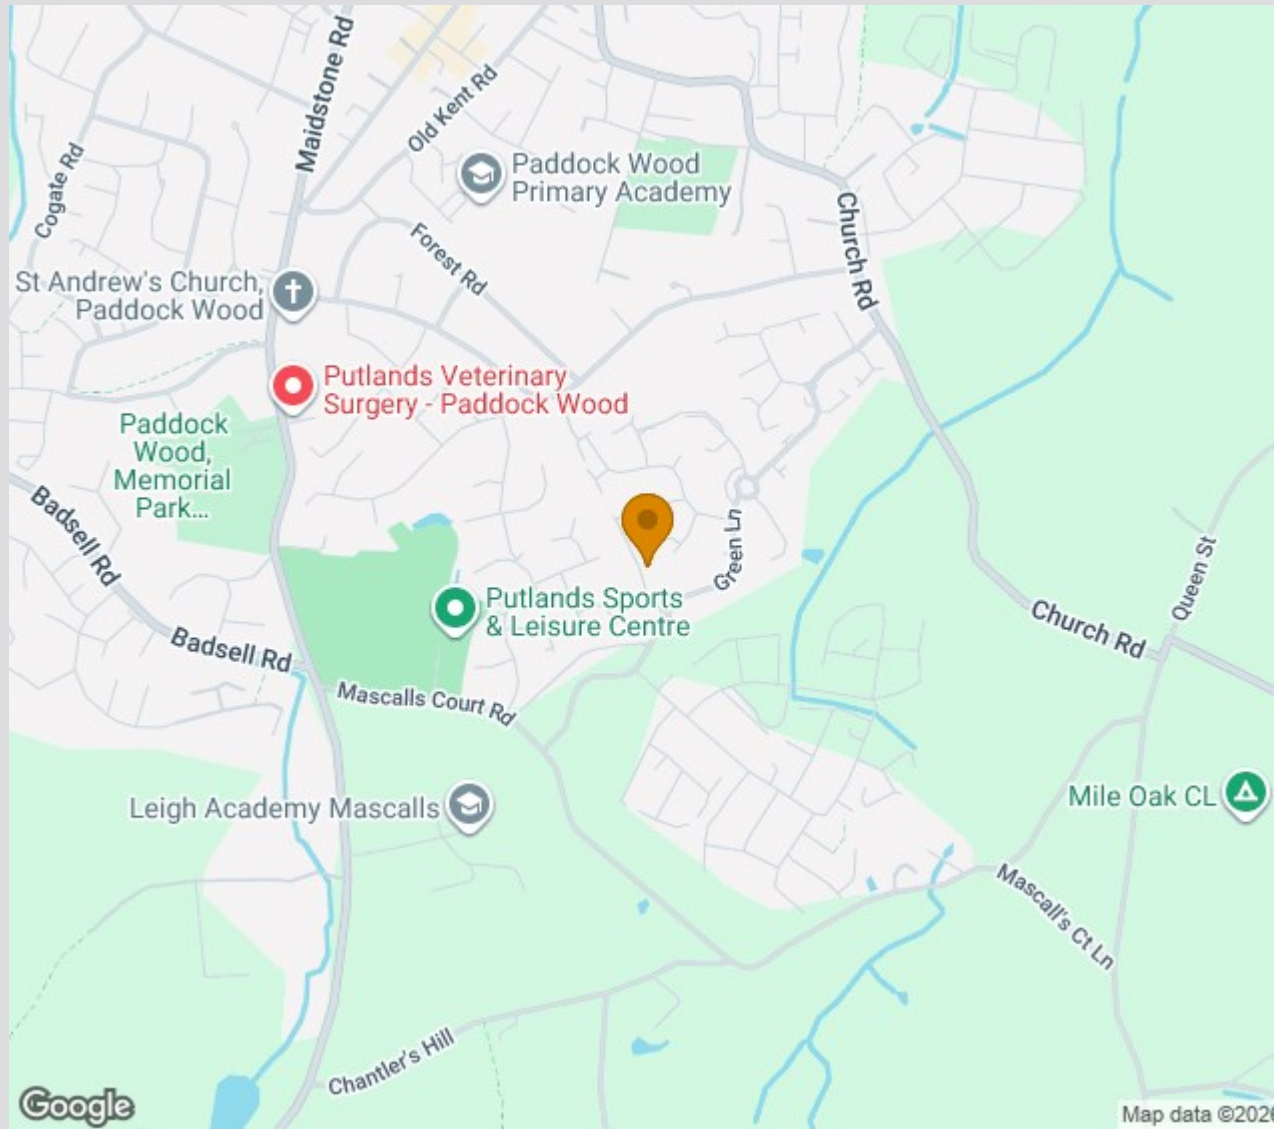 Maidstone Rd
Old Kent Rd
Cogate Rd
Paddock Wood
Primary Academy
Church Rd
Forest Rd
St Andrew's Church,
Paddock Wood
Putlands Veterinary
Surgery - Paddock Wood
Paddock
Wood,
Memorial
Park...
Badsell Rd
Green Ln
Queen St
Putlands Sports
& Leisure Centre
Church Rd
Badsell Rd
Mascalls Court Rd
Leigh Academy Mascalls
Mile Oak CL
Mascall's Ct Ln
Chantler's Hill
Google
Map data ©2026